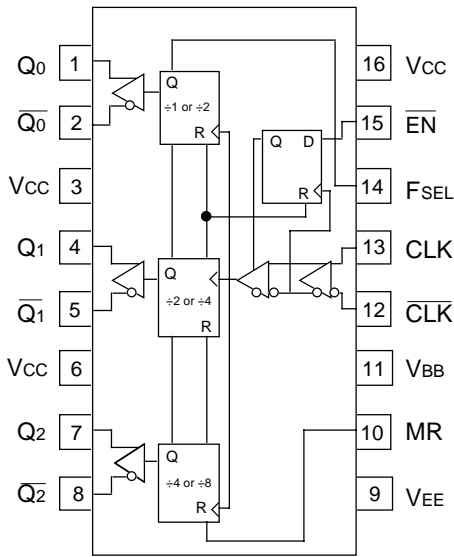 Q0 1
Q0 2
VCC 3
Q1 4
Q1 5
VCC 6
Q2 7
Q2 8
16 VCC
15 EN
14 FSEL
13 CLK
12 CLK
11 VBB
10 MR
9 VEE
Q
÷1 or ÷2
R
Q D
R
Q
÷2 or ÷4
R
Q
÷4 or ÷8
R